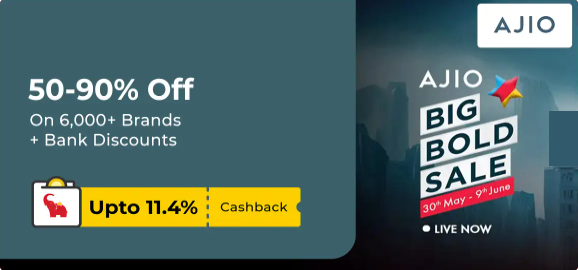 50-90% Off
On 6,000+ Brands
+ Bank Discounts
Upto 11.4%
Cashback
AJIO
AJIO
BIG
BOLD
SALE
30th May - 9th June
LIVE NOW